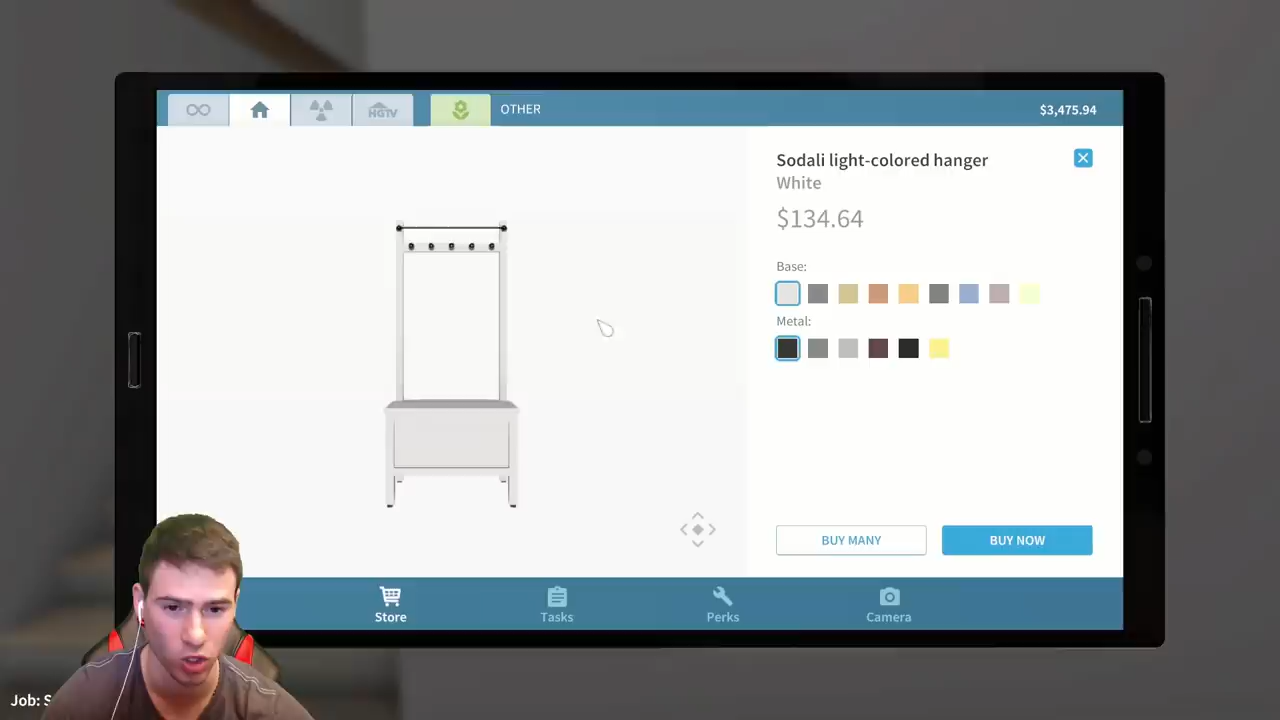 HGTV
OTHER
$3,475.94
Sodali light-colored hanger
White
$134.64
Base:
Metal:
BUY MANY
BUY NOW
Store
Tasks
Perks
Camera
Job: S